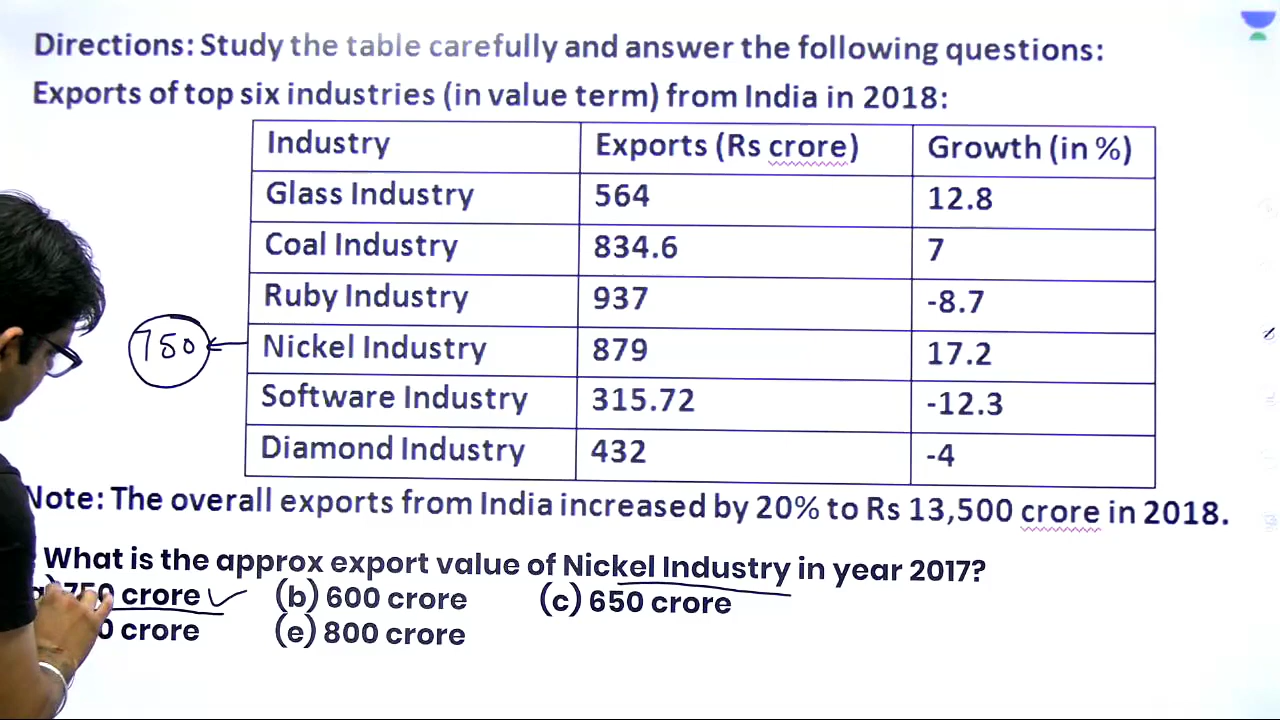 Directions: Study the table carefully and answer the following questions:
Exports of top six industries (in value term) from India in 2018:
Industry Exports (Rs crore) Growth (in %)
Glass Industry 564 12.8
Coal Industry 834.6 7
Ruby Industry 937 -8.7
750 Nickel Industry 879 17.2
Software Industry 315.72 -12.3
Diamond Industry 432 -4
Note: The overall exports from India increased by 20% to Rs 13,500 crore in 2018.
What is the approx export value of Nickel Industry in year 2017?
750 crore (b) 600 crore (c) 650 crore
crore (e) 800 crore